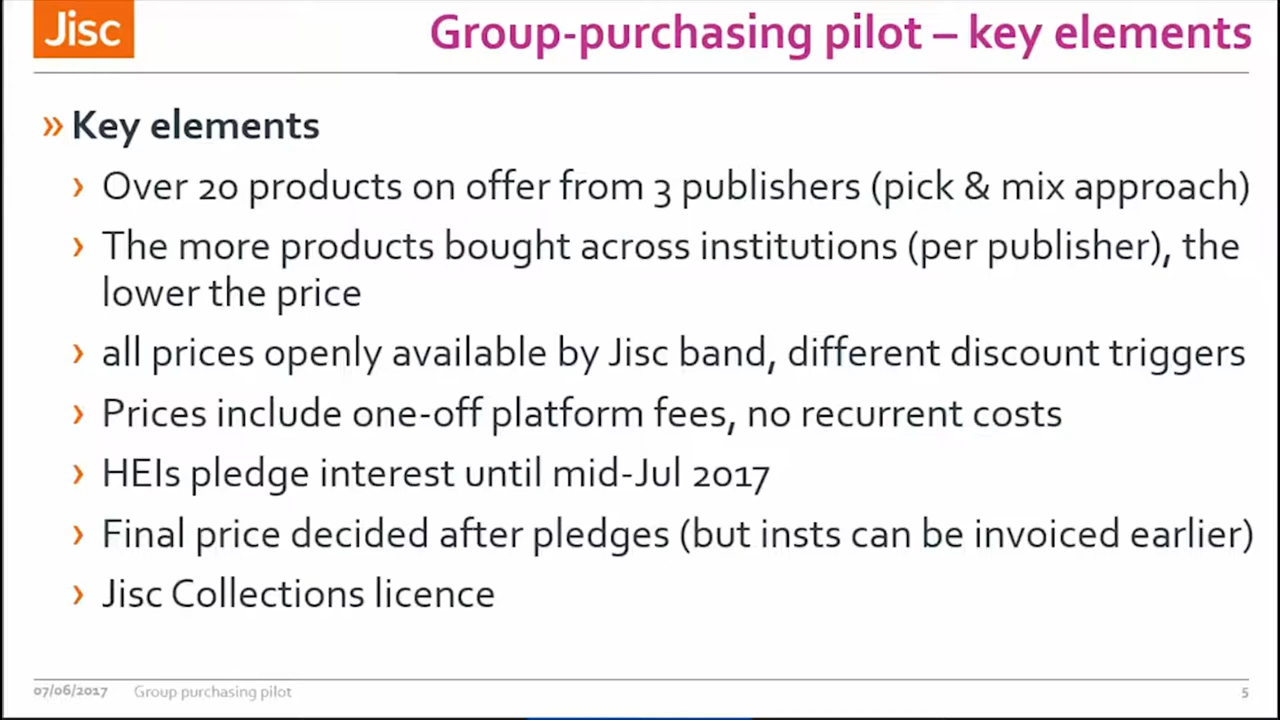 Jisc
Group-purchasing pilot – key elements
» Key elements
› Over 20 products on offer from 3 publishers (pick & mix approach)
› The more products bought across institutions (per publisher), the
lower the price
› all prices openly available by Jisc band, different discount triggers
› Prices include one-off platform fees, no recurrent costs
› HEIs pledge interest until mid-Jul 2017
› Final price decided after pledges (but insts can be invoiced earlier)
› Jisc Collections licence
07/06/2017 Group purchasing pilot 5